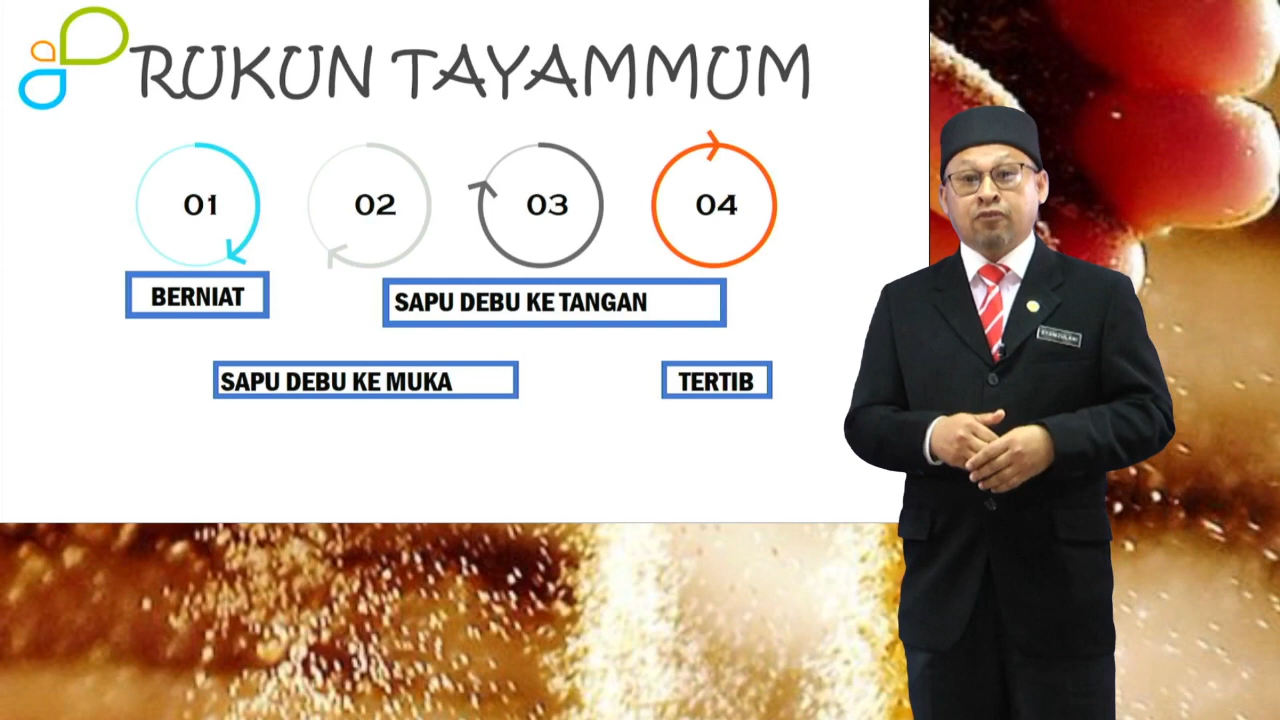 RUKUN TAYAMMUM
01
02
03
04
BERNIAT
SAPU DEBU KE TANGAN
SAPU DEBU KE MUKA
TERTIB